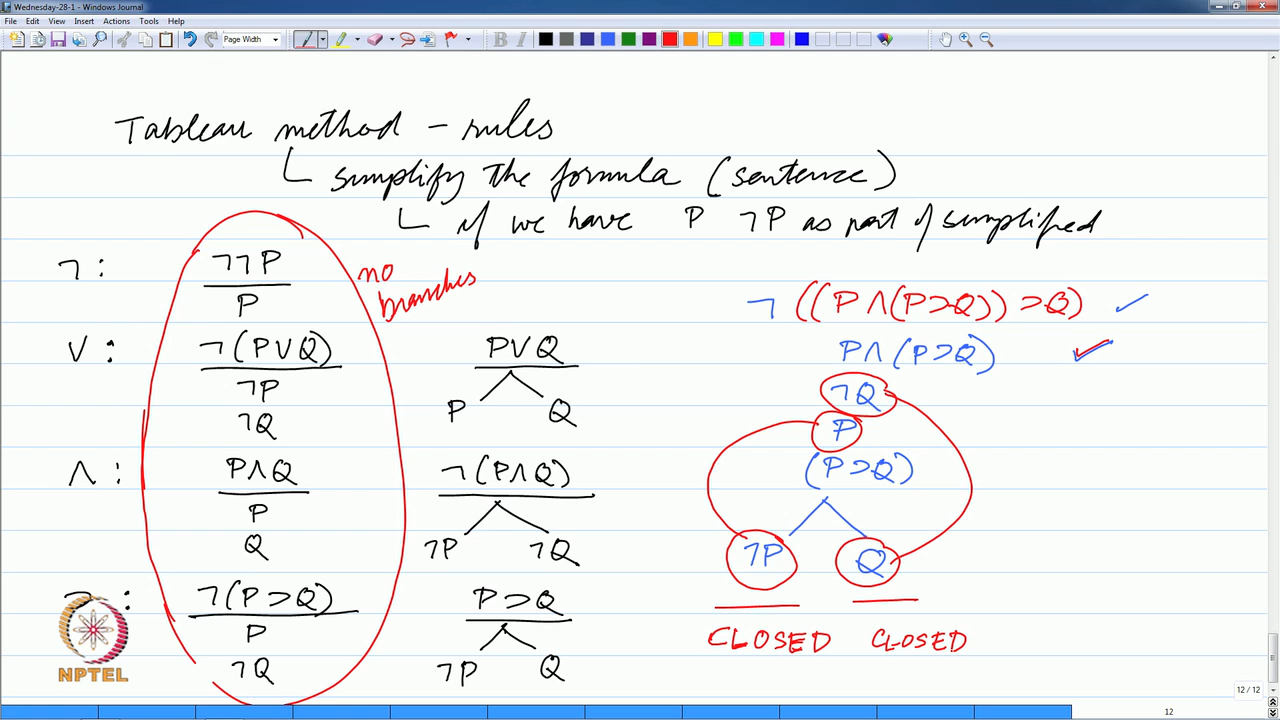 Wednesday-28-1 - Windows Journal
File Edit View Insert Actions Tools Help
Page Width
B I
Tableau method - rules
simplify the formula (sentence)
if we have P ¬P as part of simplified
¬ :
¬¬P
P
no branches
∨ :
¬(P∨Q)
¬P
¬Q
P∨Q
P Q
∧ :
P∧Q
P
Q
¬(P∧Q)
¬P ¬Q
:
¬(P⊃Q)
P
¬Q
P⊃Q
¬P Q
¬((P∧(P⊃Q))⊃Q) ✓
P∧(P⊃Q) ✓
¬Q
P
(P⊃Q)
¬P Q
CLOSED CLOSED
NPTEL
12 / 12
12